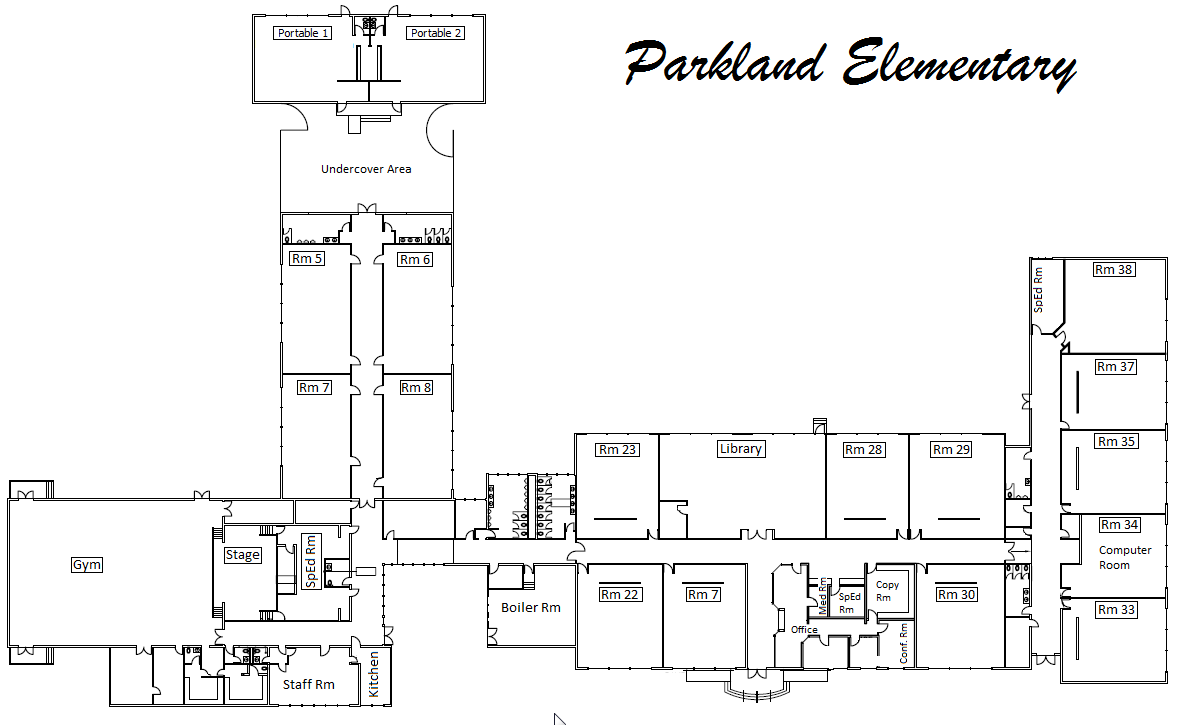 Portable 1
Portable 2
Parkland Elementary
Undercover Area
Rm 5
Rm 6
SpEd Rm
Rm 38
Rm 37
Rm 7
Rm 8
Rm 23
Library
Rm 28
Rm 29
Rm 35
Rm 34
Computer
Room
Gym
Stage
SpEd Rm
Boiler Rm
Rm 22
Rm 7
Med Rm
SpEd
Rm
Copy
Rm
Rm 30
Rm 33
Office
Conf. Rm
Staff Rm
Kitchen